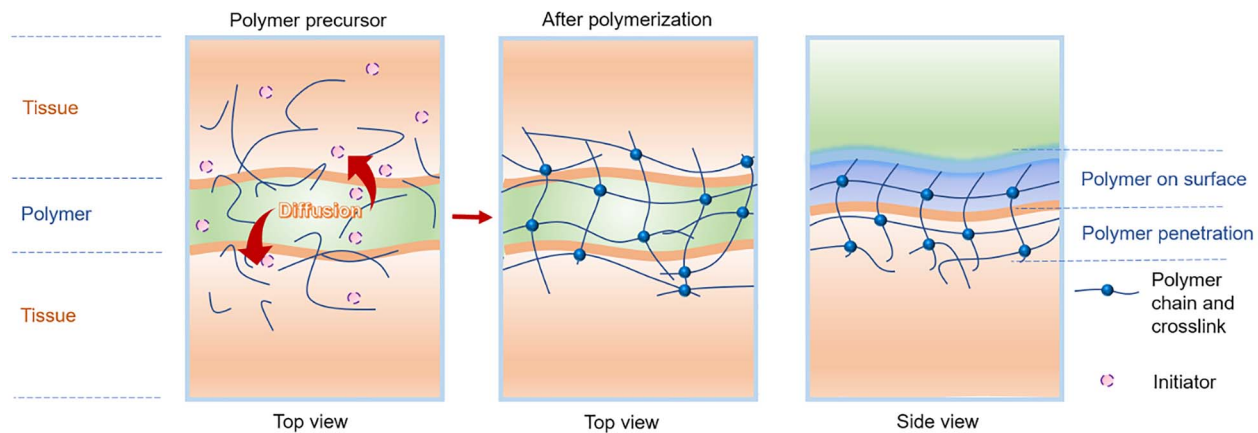 Polymer precursor
After polymerization
Tissue
Polymer
Tissue
Diffusion
Polymer on surface
Polymer penetration
Polymer
chain and
crosslink
Initiator
Top view
Top view
Side view